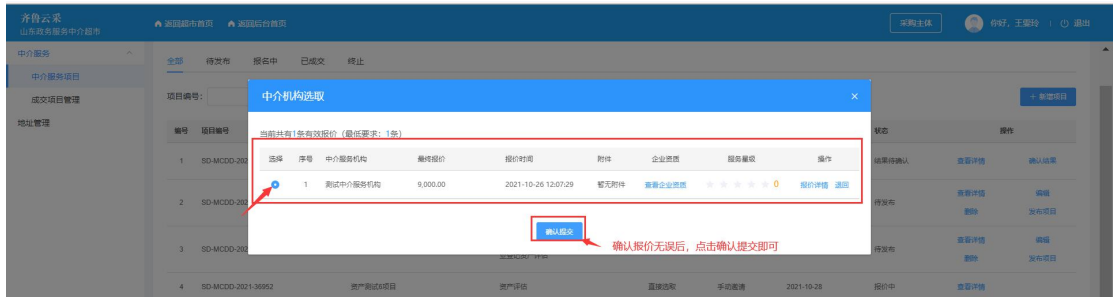 齐鲁云采
山东政务服务中介超市
返回超市首页 返回后台首页 采购主体 你好，王爱玲 | 退出
中介服务
中介服务项目
成交项目管理
地址管理
全部 待发布 报名中 已成交 终止
项目编号： + 新增项目
中介机构选取 ×
当前共有1条有效报价（最低要求：1条）
选择 序号 中介服务机构 最终报价 报价时间 附件 企业资质 服务星级 操作
1 测试中介服务机构 9,000.00 2021-10-26 12:07:29 暂无附件 查看企业资质 0 报价详情 退回
确认提交
确认报价无误后，点击确认提交即可
编号 项目编号 状态 操作
1 SD-MCDD-202 结果待确认 查看详情 确认结果
2 SD-MCDD-202 待发布 查看详情 编辑
删除 发布项目
3 SD-MCDD-202 待发布 查看详情 编辑
删除 发布项目
4 SD-MCDD-2021-36952 资产测试6项目 资产评估 直接选取 手动邀请 2021-10-28 报价中 查看详情